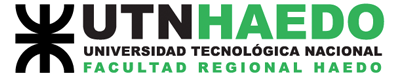 UTNHAEDO
UNIVERSIDAD TECNOLÓGICA NACIONAL
FACULTAD REGIONAL HAEDO